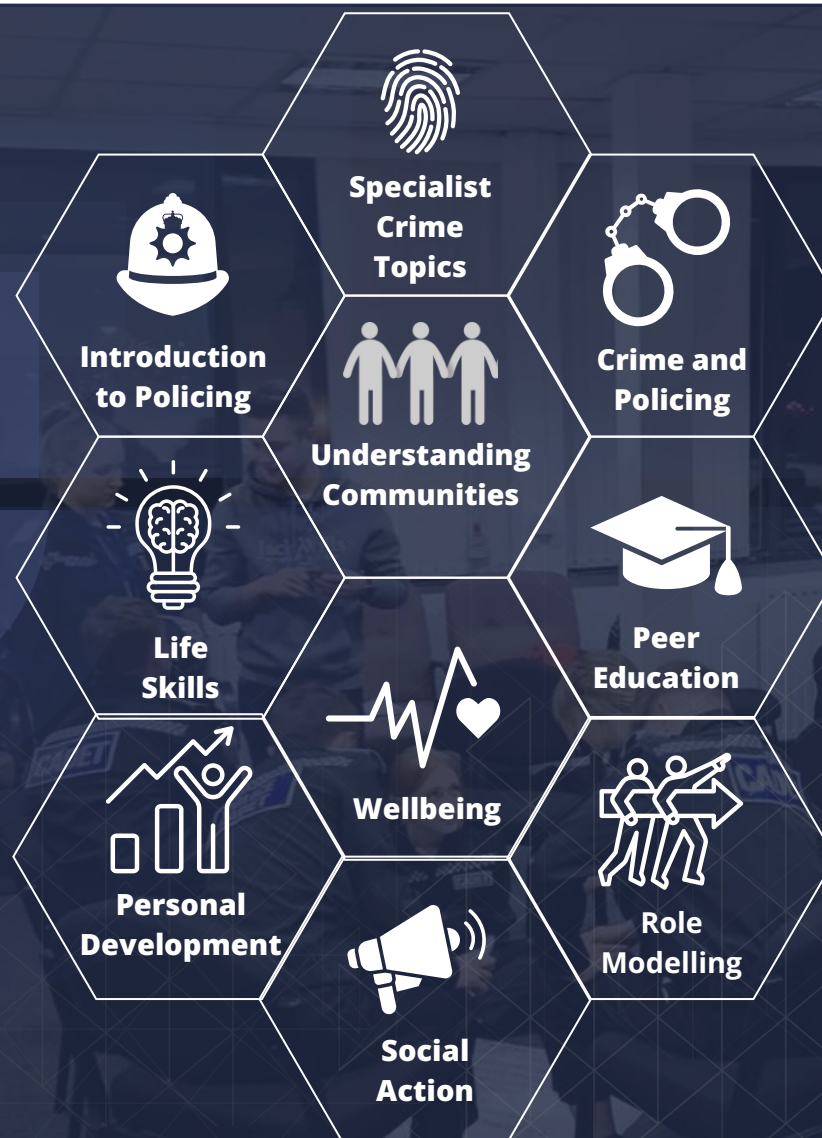 Specialist
Crime
Topics
Introduction
to Policing
Crime and
Policing
Understanding
Communities
Life
Skills
Peer
Education
Wellbeing
Personal
Development
Role
Modelling
Social
Action
CADET